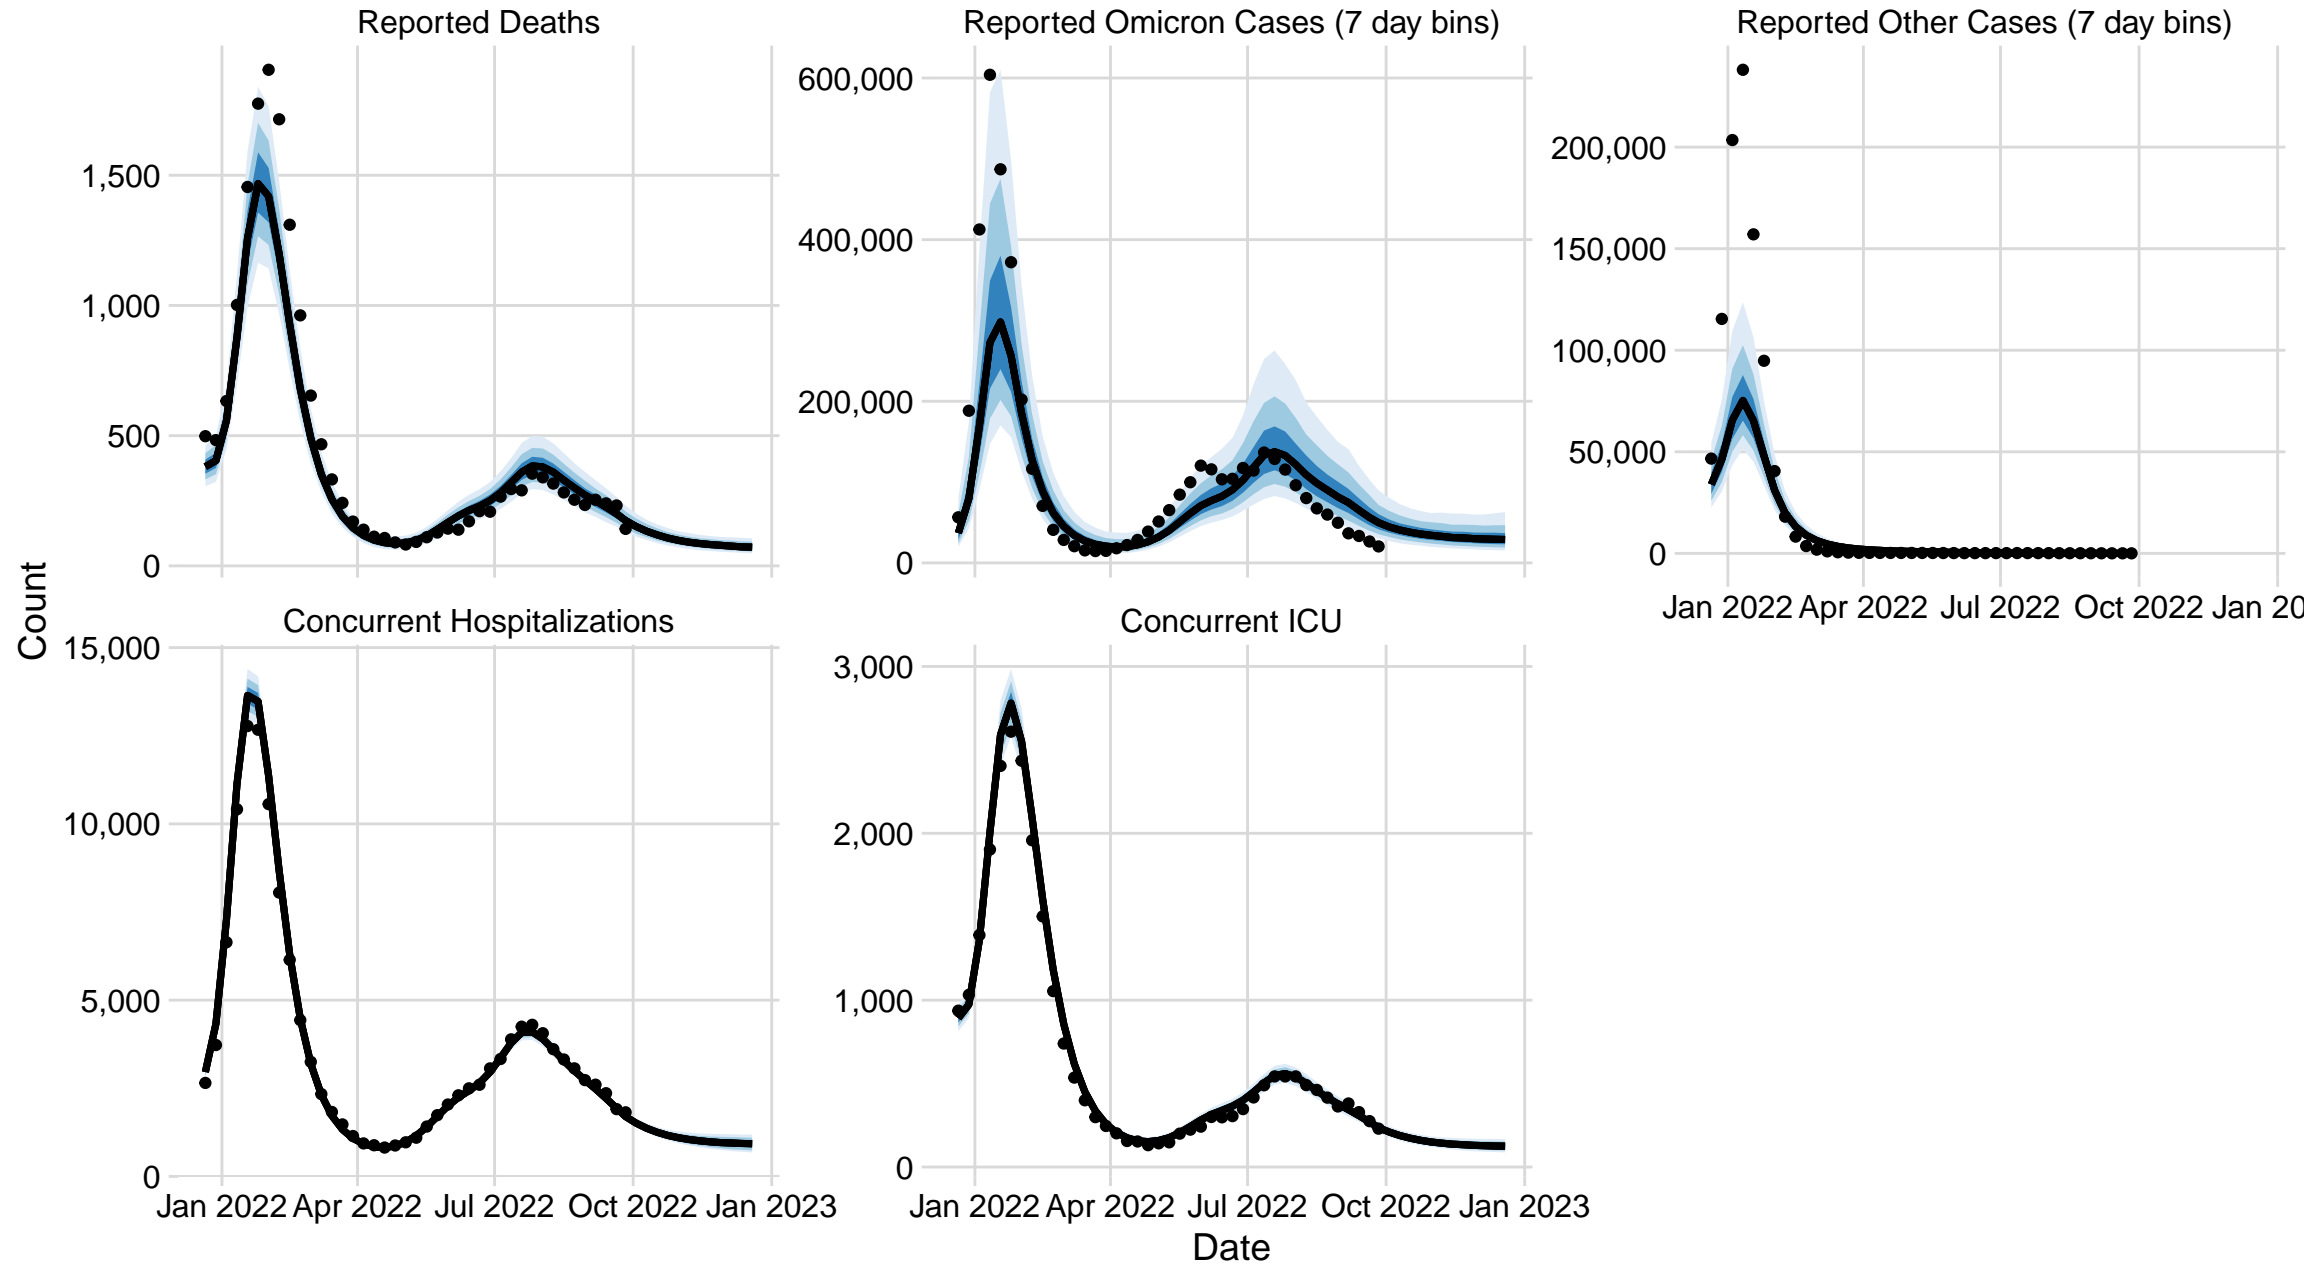 Reported Deaths
Reported Omicron Cases (7 day bins)
Reported Other Cases (7 day bins)
1,500
1,000
500
0
600,000
400,000
200,000
0
200,000
150,000
100,000
50,000
0
Jan 2022 Apr 2022 Jul 2022 Oct 2022 Jan 20
Count
Concurrent Hospitalizations
Concurrent ICU
15,000
10,000
5,000
0
3,000
2,000
1,000
0
Jan 2022 Apr 2022 Jul 2022 Oct 2022 Jan 2023
Jan 2022 Apr 2022 Jul 2022 Oct 2022 Jan 2023
Date